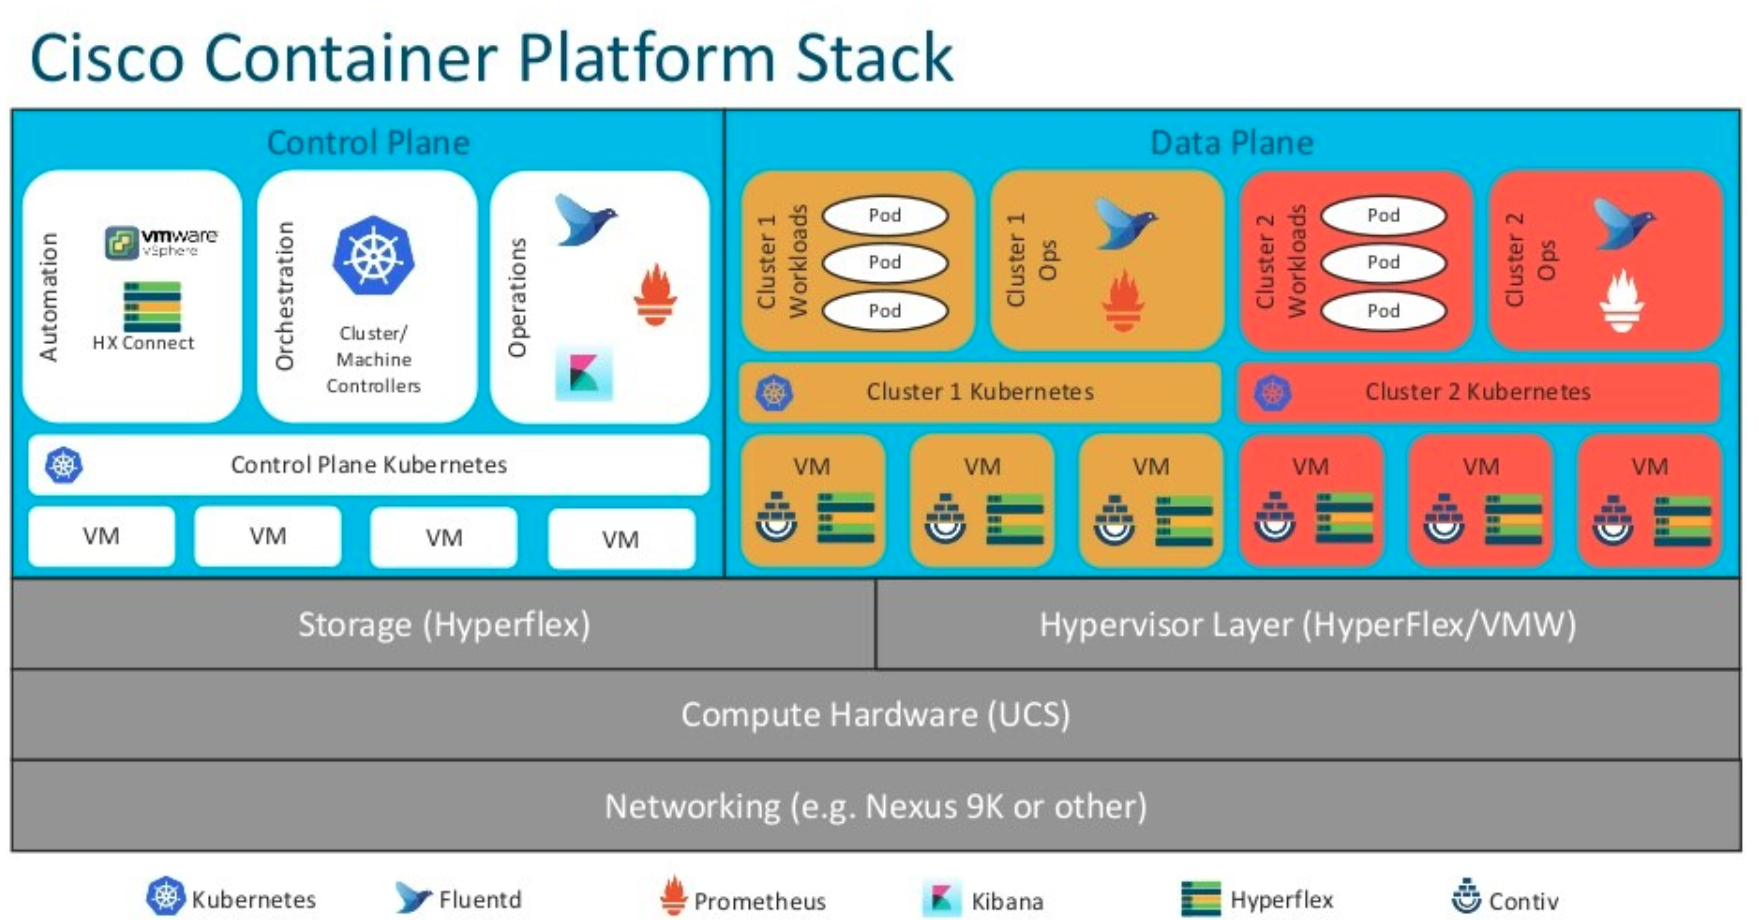 Cisco Container Platform Stack
Control Plane
Data Plane
Automation
vmware
vSphere
HX Connect
Orchestration
Cluster/
Machine
Controllers
Operations
Cluster 1
Workloads
Pod
Pod
Pod
Cluster 1
Ops
Cluster 2
Workloads
Pod
Pod
Pod
Cluster 2
Ops
Cluster 1 Kubernetes
Cluster 2 Kubernetes
Control Plane Kubernetes
VM
VM
VM
VM
VM
VM
VM
VM
VM
VM
Storage (Hyperflex)
Hypervisor Layer (HyperFlex/VMW)
Compute Hardware (UCS)
Networking (e.g. Nexus 9K or other)
Kubernetes
Fluentd
Prometheus
Kibana
Hyperflex
Contiv